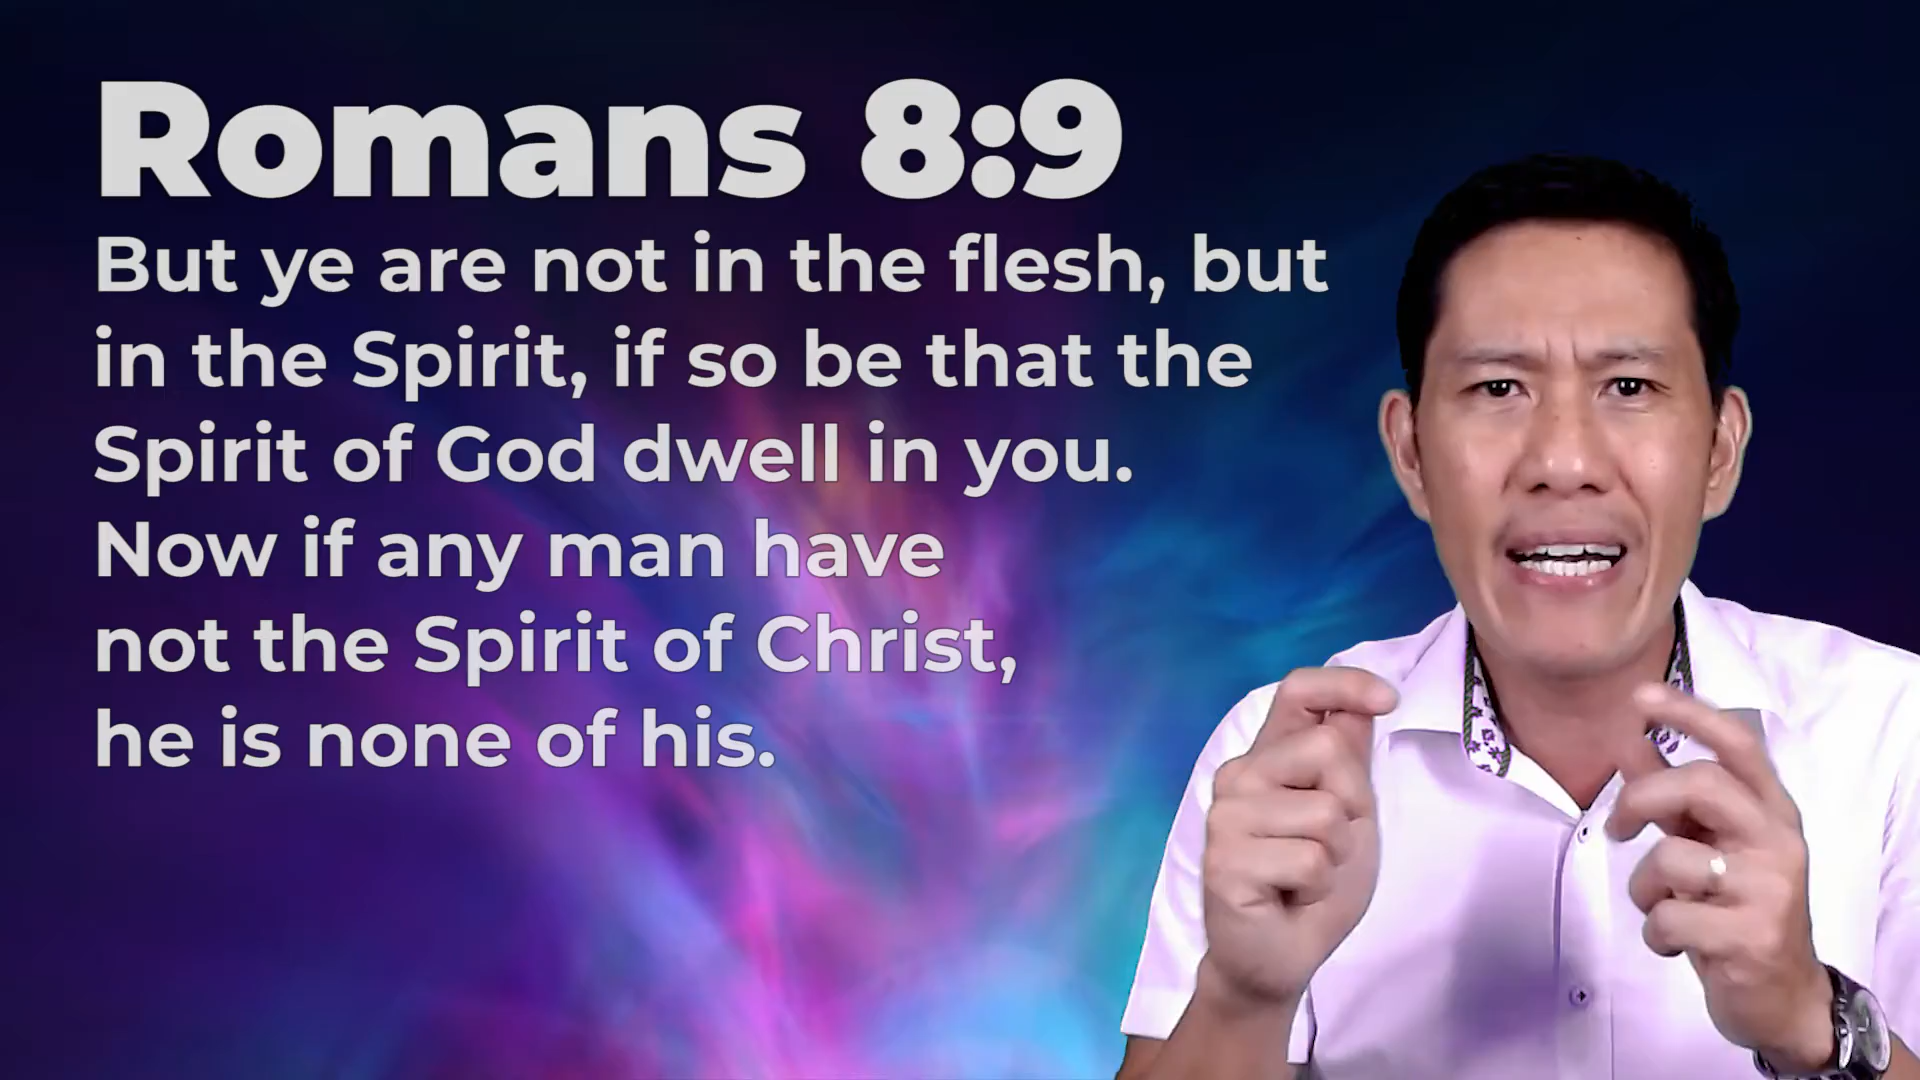 Romans 8:9
But ye are not in the flesh, but
in the Spirit, if so be that the
Spirit of God dwell in you.
Now if any man have
not the Spirit of Christ,
he is none of his.